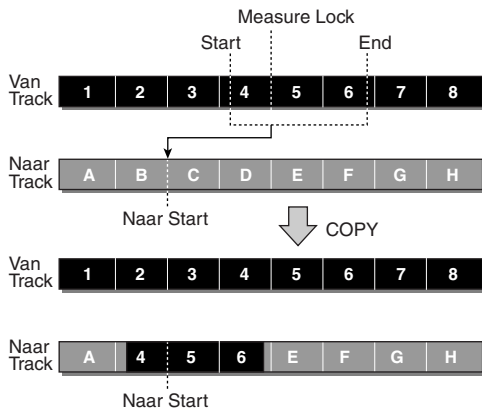 Measure Lock
Start End
Van Track 1 2 3 4 5 6 7 8
Naar Track A B C D E F G H
Naar Start
COPY
Van Track 1 2 3 4 5 6 7 8
Naar Track A 4 5 6 E F G H
Naar Start